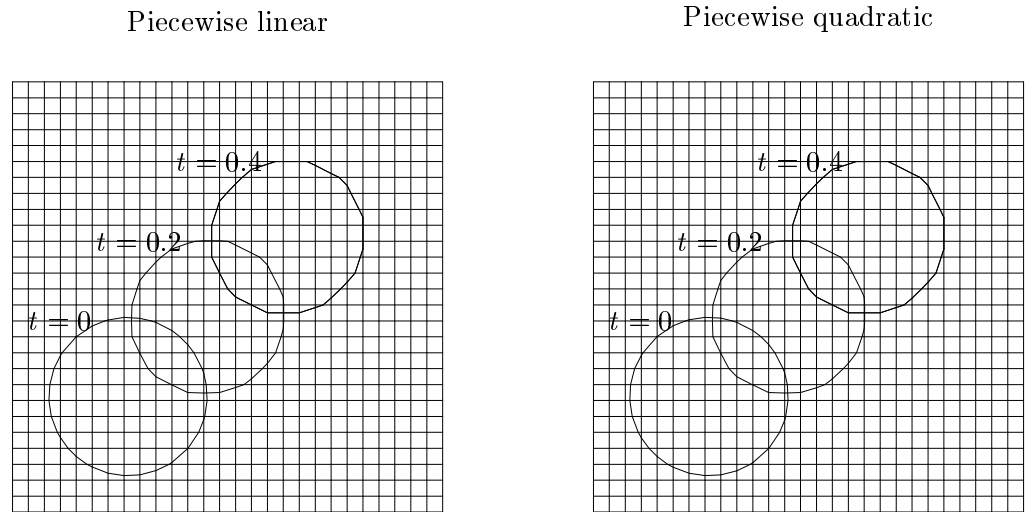 Piecewise linear
t = 0.4
t = 0.2
t = 0
Piecewise quadratic
t = 0.4
t = 0.2
t = 0